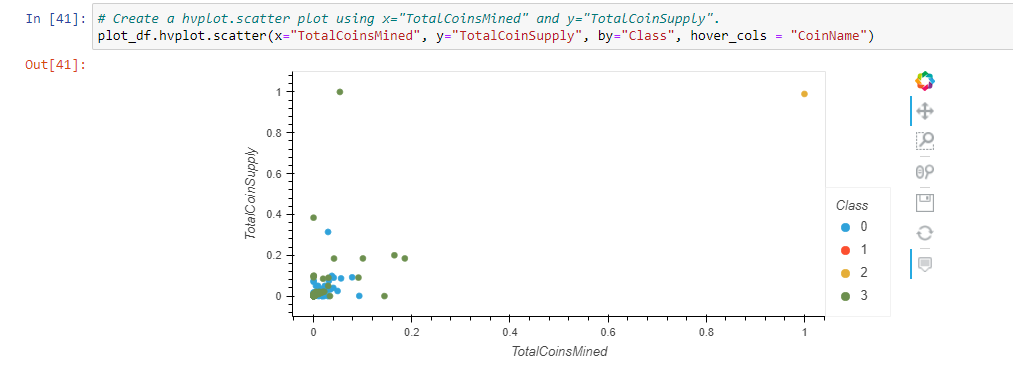 In [41]: # Create a hvplot.scatter plot using x="TotalCoinsMined" and y="TotalCoinSupply".
plot_df.hvplot.scatter(x="TotalCoinsMined", y="TotalCoinSupply", by="Class", hover_cols = "CoinName")
Out[41]:
TotalCoinSupply
1
0.8
0.6
0.4
0.2
0
0
0.2
0.4
0.6
0.8
1
TotalCoinsMined
Class
0
1
2
3